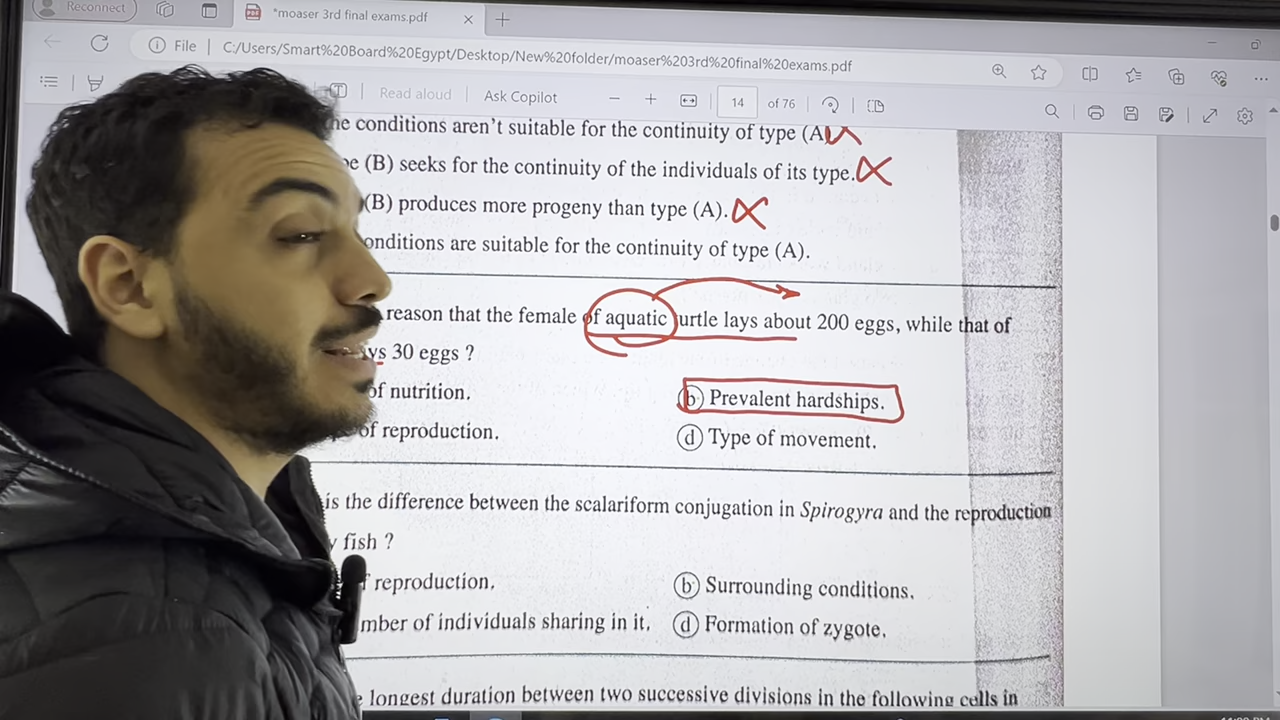 Reconnect
*moaser 3rd final exams.pdf
File | C:/Users/Smart%20Board%20Egypt/Desktop/New%20folder/moaser%203rd%20final%20exams.pdf
Read aloud
Ask Copilot
14 of 76
he conditions aren't suitable for the continuity of type (A
(B) seeks for the continuity of the individuals of its type.
(B) produces more progeny than type (A).
onditions are suitable for the continuity of type (A).
reason that the female of aquatic turtle lays about 200 eggs, while that of
ys 30 eggs ?
of nutrition.
b Prevalent hardships.
of reproduction.
d Type of movement.
is the difference between the scalariform conjugation in Spirogyra and the reproduction
y fish ?
f reproduction.
b Surrounding conditions.
mber of individuals sharing in it.
d Formation of zygote.
longest duration between two successive divisions in the following cells in